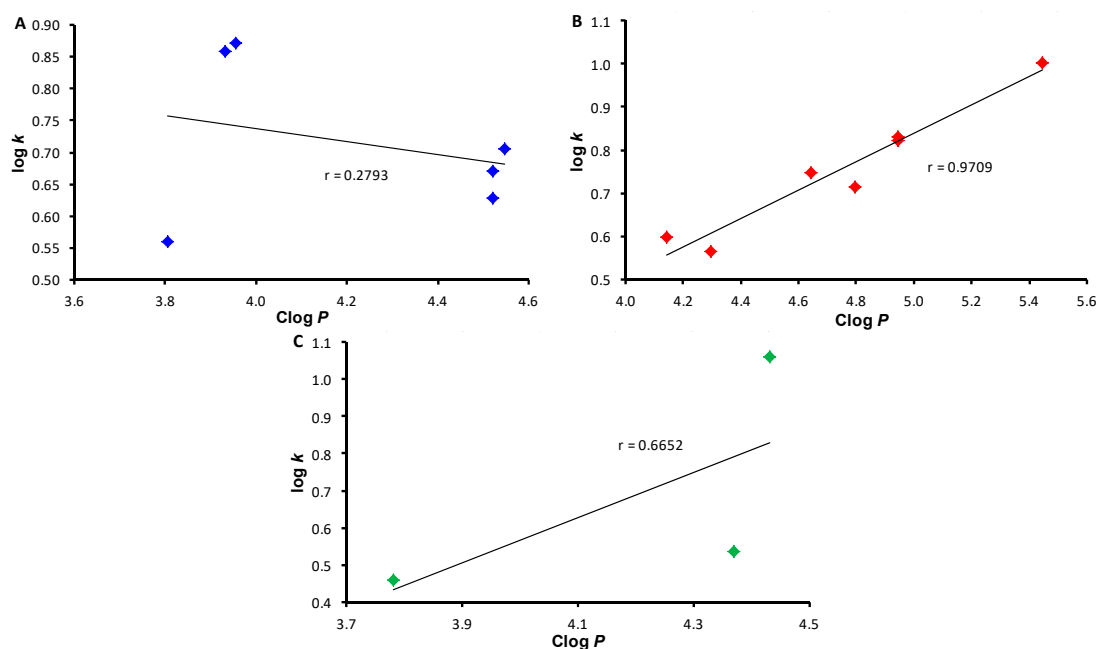 A
0.90
0.85
0.80
0.75
0.70
0.65
0.60
0.55
0.50
log k
r = 0.2793
3.6 3.8 4.0 4.2 4.4 4.6
Clog P
B
1.1
1.0
0.9
0.8
0.7
0.6
0.5
log k
r = 0.9709
4.0 4.2 4.4 4.6 4.8 5.0 5.2 5.4 5.6
Clog P
C
1.1
1.0
0.9
0.8
0.7
0.6
0.5
0.4
log k
r = 0.6652
3.7 3.9 4.1 4.3 4.5
Clog P